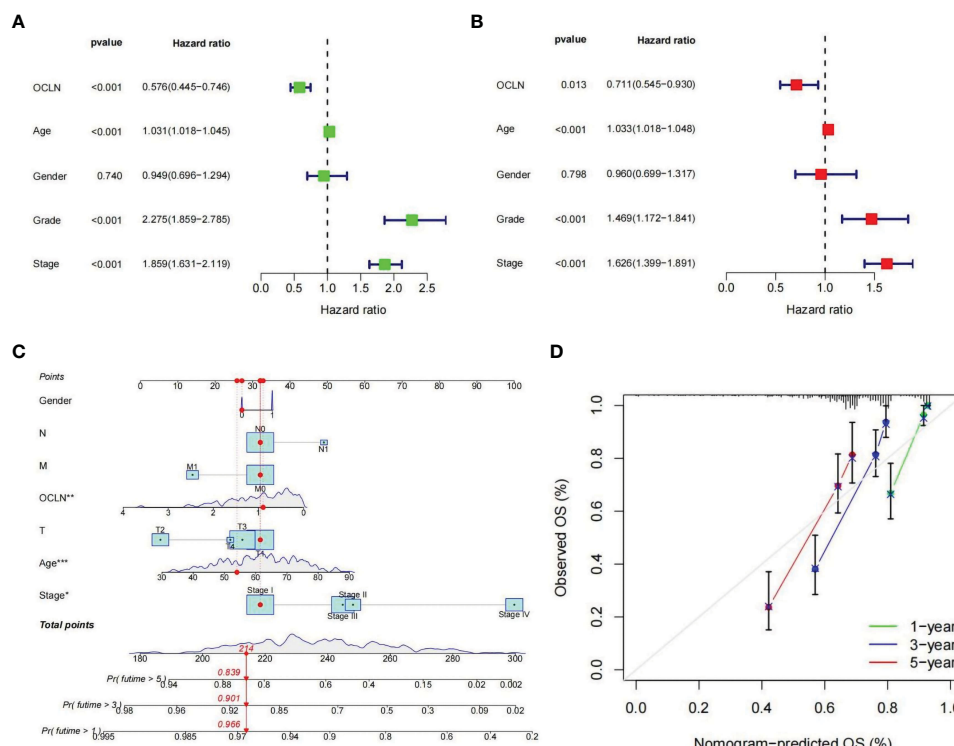 A
pvalue Hazard ratio
OCLN <0.001 0.576(0.445−0.746)
Age <0.001 1.031(1.018−1.045)
Gender 0.740 0.949(0.696−1.294)
Grade <0.001 2.275(1.859−2.785)
Stage <0.001 1.859(1.631−2.119)
0.0 0.5 1.0 1.5 2.0 2.5
Hazard ratio
B
pvalue Hazard ratio
OCLN 0.013 0.711(0.545−0.930)
Age <0.001 1.033(1.018−1.048)
Gender 0.798 0.960(0.699−1.317)
Grade <0.001 1.469(1.172−1.841)
Stage <0.001 1.626(1.399−1.891)
0.0 0.5 1.0 1.5
Hazard ratio
C
Points
0 10 20 30 40 50 60 70 80 90 100
Gender
0 1
N
N0
N1
M
M1
M0
OCLN**
4 3 2 1 0
T
T2 T3
T4 T1
Age***
30 40 50 60 70 80 90
Stage*
Stage I
Stage II
Stage III
Stage IV
Total points
214
180 200 220 240 260 280 300
0.839
Pr( futime > 5)
0.94 0.88 0.8 0.6 0.4 0.15 0.02 0.002
0.901
Pr( futime > 3)
0.98 0.96 0.92 0.85 0.7 0.5 0.3 0.09 0.02
0.966
Pr( futime > 1)
0.995 0.985 0.97 0.94 0.9 0.8 0.6 0.4 0.2
D
Observed OS (%)
0.0 0.2 0.4 0.6 0.8 1.0
1−year
3−year
5−year
0.0 0.2 0.4 0.6 0.8 1.0
Nomogram−predicted OS (%)